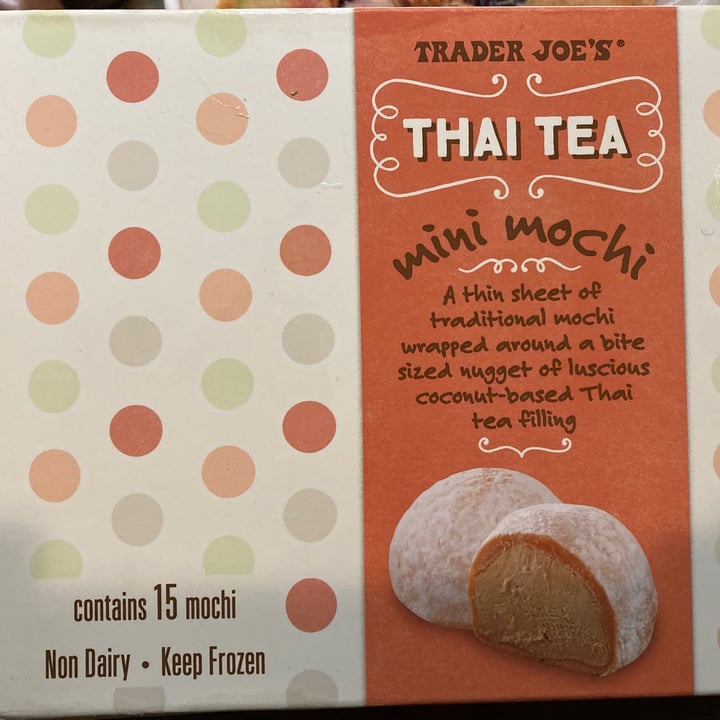 TRADER JOE'S®
THAI TEA
mini mochi
A thin sheet of
traditional mochi
wrapped around a bite
sized nugget of luscious
coconut-based Thai
tea filling
contains 15 mochi
Non Dairy • Keep Frozen